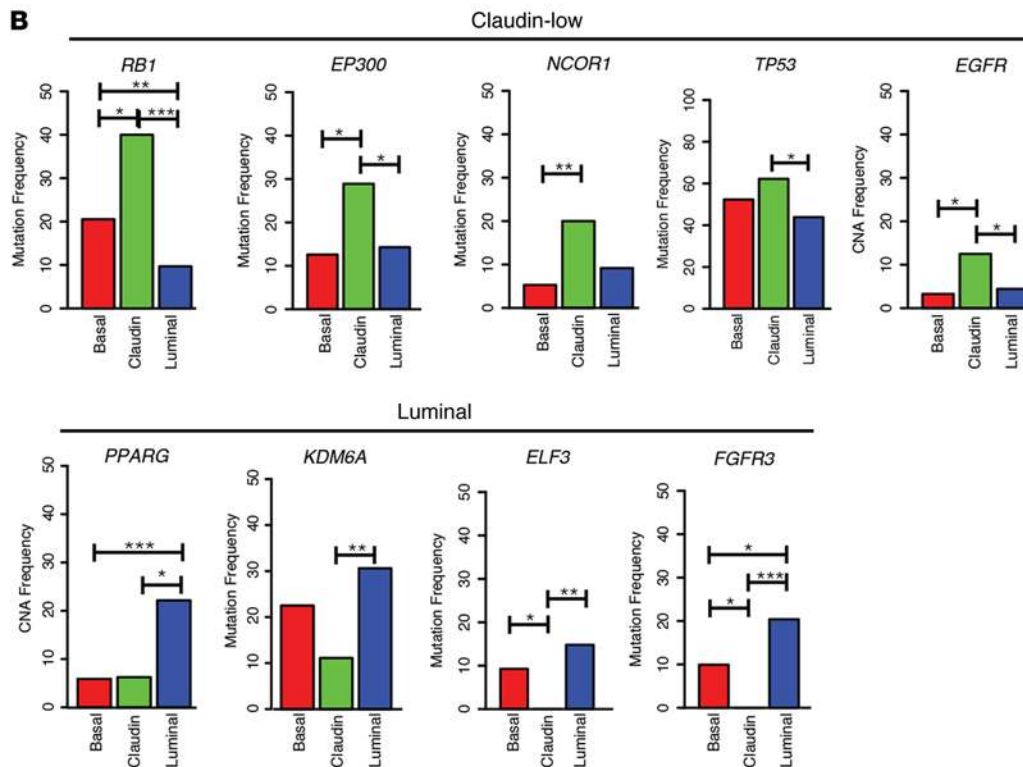 B
Claudin-low
RB1
Mutation Frequency
0 10 20 30 40 50
** 
* ***
Basal Claudin Luminal
EP300
Mutation Frequency
0 10 20 30 40 50
*
*
Basal Claudin Luminal
NCOR1
Mutation Frequency
0 10 20 30 40 50
**
Basal Claudin Luminal
TP53
Mutation Frequency
0 20 40 60 80 100
*
Basal Claudin Luminal
EGFR
CNA Frequency
0 10 20 30 40 50
*
*
Basal Claudin Luminal
Luminal
PPARG
CNA Frequency
0 10 20 30 40 50
***
*
Basal Claudin Luminal
KDM6A
Mutation Frequency
0 10 20 30 40 50
**
Basal Claudin Luminal
ELF3
Mutation Frequency
0 10 20 30 40 50
**
*
Basal Claudin Luminal
FGFR3
Mutation Frequency
0 10 20 30 40 50
*
***
*
Basal Claudin Luminal